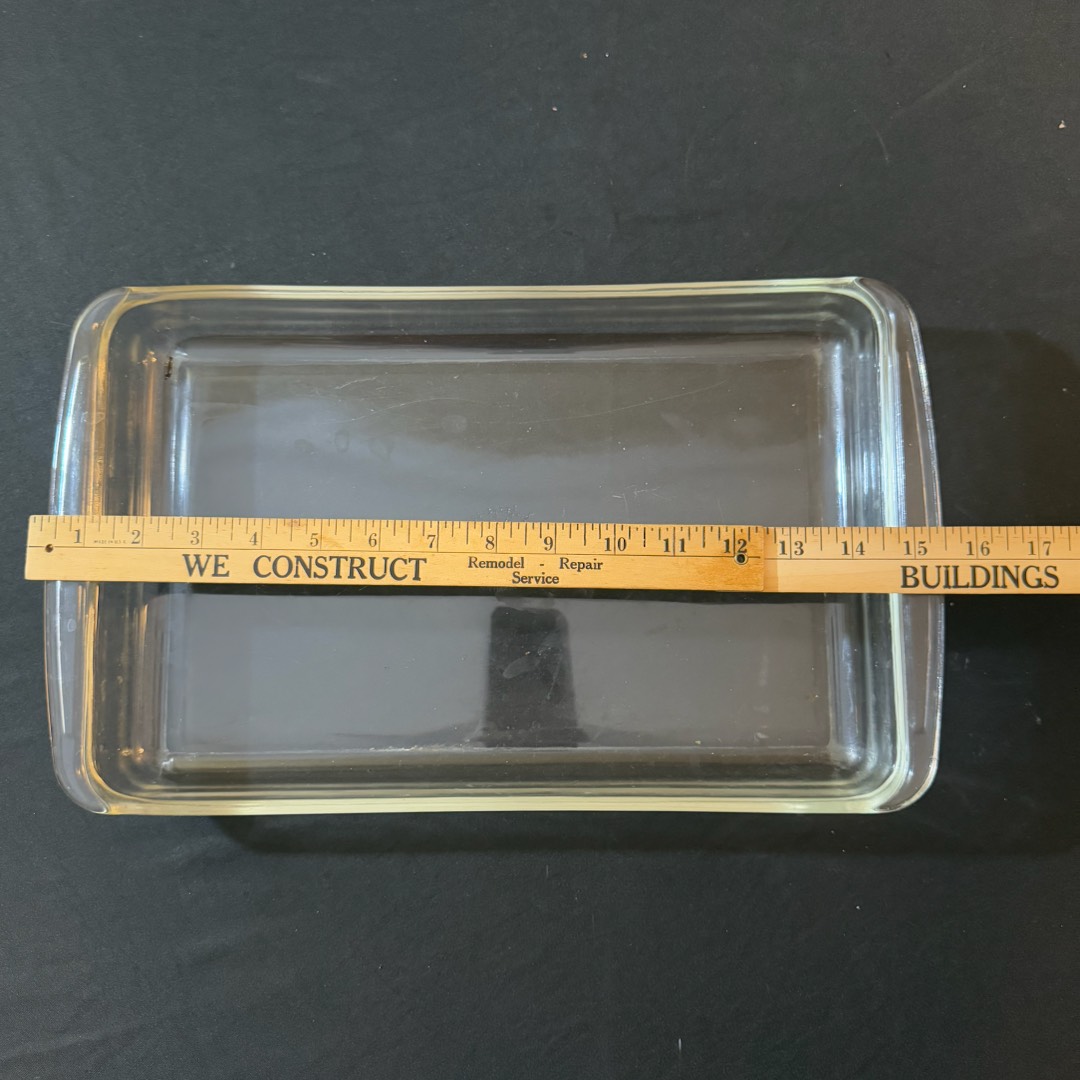 1 2 3 4 5 6 7 8 9 10 11 12 13 14 15 16 17
WE CONSTRUCT Remodel - Repair BUILDINGS
Service